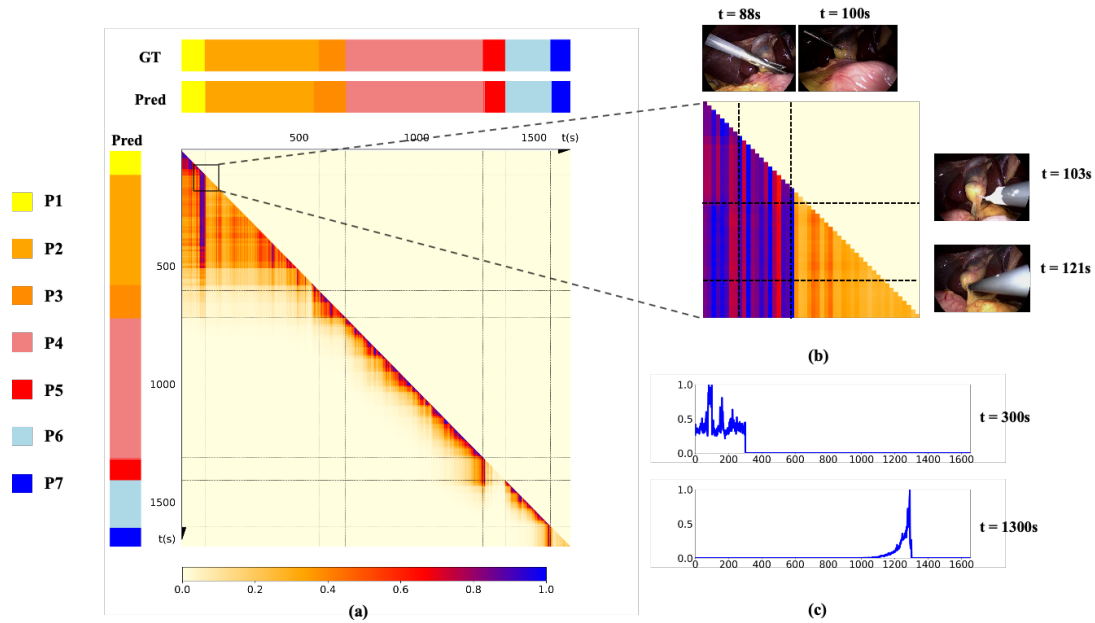 t = 88s
t = 100s
GT
Pred
Pred
500
1000
1500
t(s)
P1
P2
P3
P4
P5
P6
P7
500
1000
1500
t(s)
0.0
0.2
0.4
0.6
0.8
1.0
(a)
t = 103s
t = 121s
(b)
1.0
0.5
0.0
0
200
400
600
800
1000
1200
1400
1600
t = 300s
1.0
0.5
0.0
0
200
400
600
800
1000
1200
1400
1600
t = 1300s
(c)